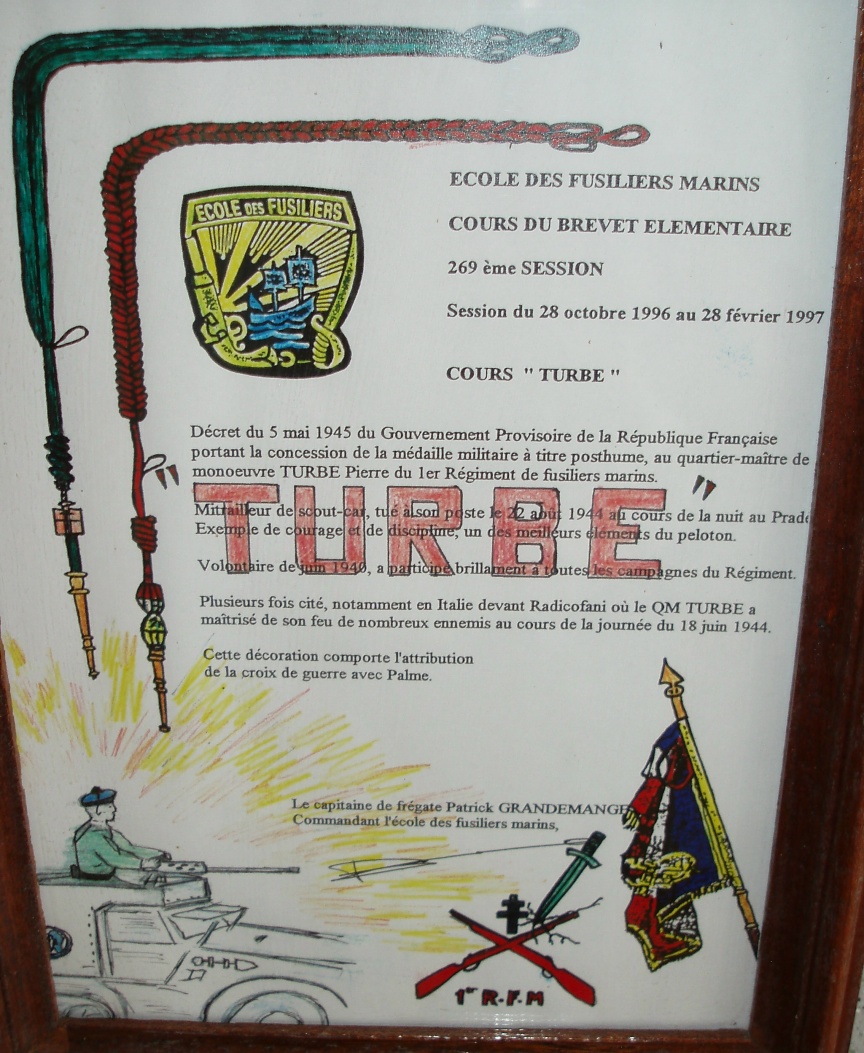 ECOLE DES FUSILIERS
ECOLE DES FUSILIERS MARINS
COURS DU BREVET ELEMENTAIRE
269 ème SESSION
Session du 28 octobre 1996 au 28 février 1997
COURS " TURBE "
Décret du 5 mai 1945 du Gouvernement Provisoire de la République Française
portant la concession de la médaille militaire à titre posthume, au quartier-maître de
monoeuvre TURBE Pierre du 1er Régiment de fusiliers marins.
" TURBE "
Mitrailleur de scout-car, tué à son poste le 22 août 1944 au cours de la nuit au
Exemple de courage et de discipline, un des meilleurs éléments du peloton.
Volontaire de juin 1940, a participé brillament à toutes les campagnes du Régiment.
Plusieurs fois cité, notamment en Italie devant Radicofani où le QM TURBE a
maîtrisé de son feu de nombreux ennemis au cours de la journée du 18 juin 1944.
Cette décoration comporte l'attribution
de la croix de guerre avec Palme.
Le capitaine de frégate Patrick GRANDEMANGE
Commandant l'école des fusiliers marins,
1er R.F.M